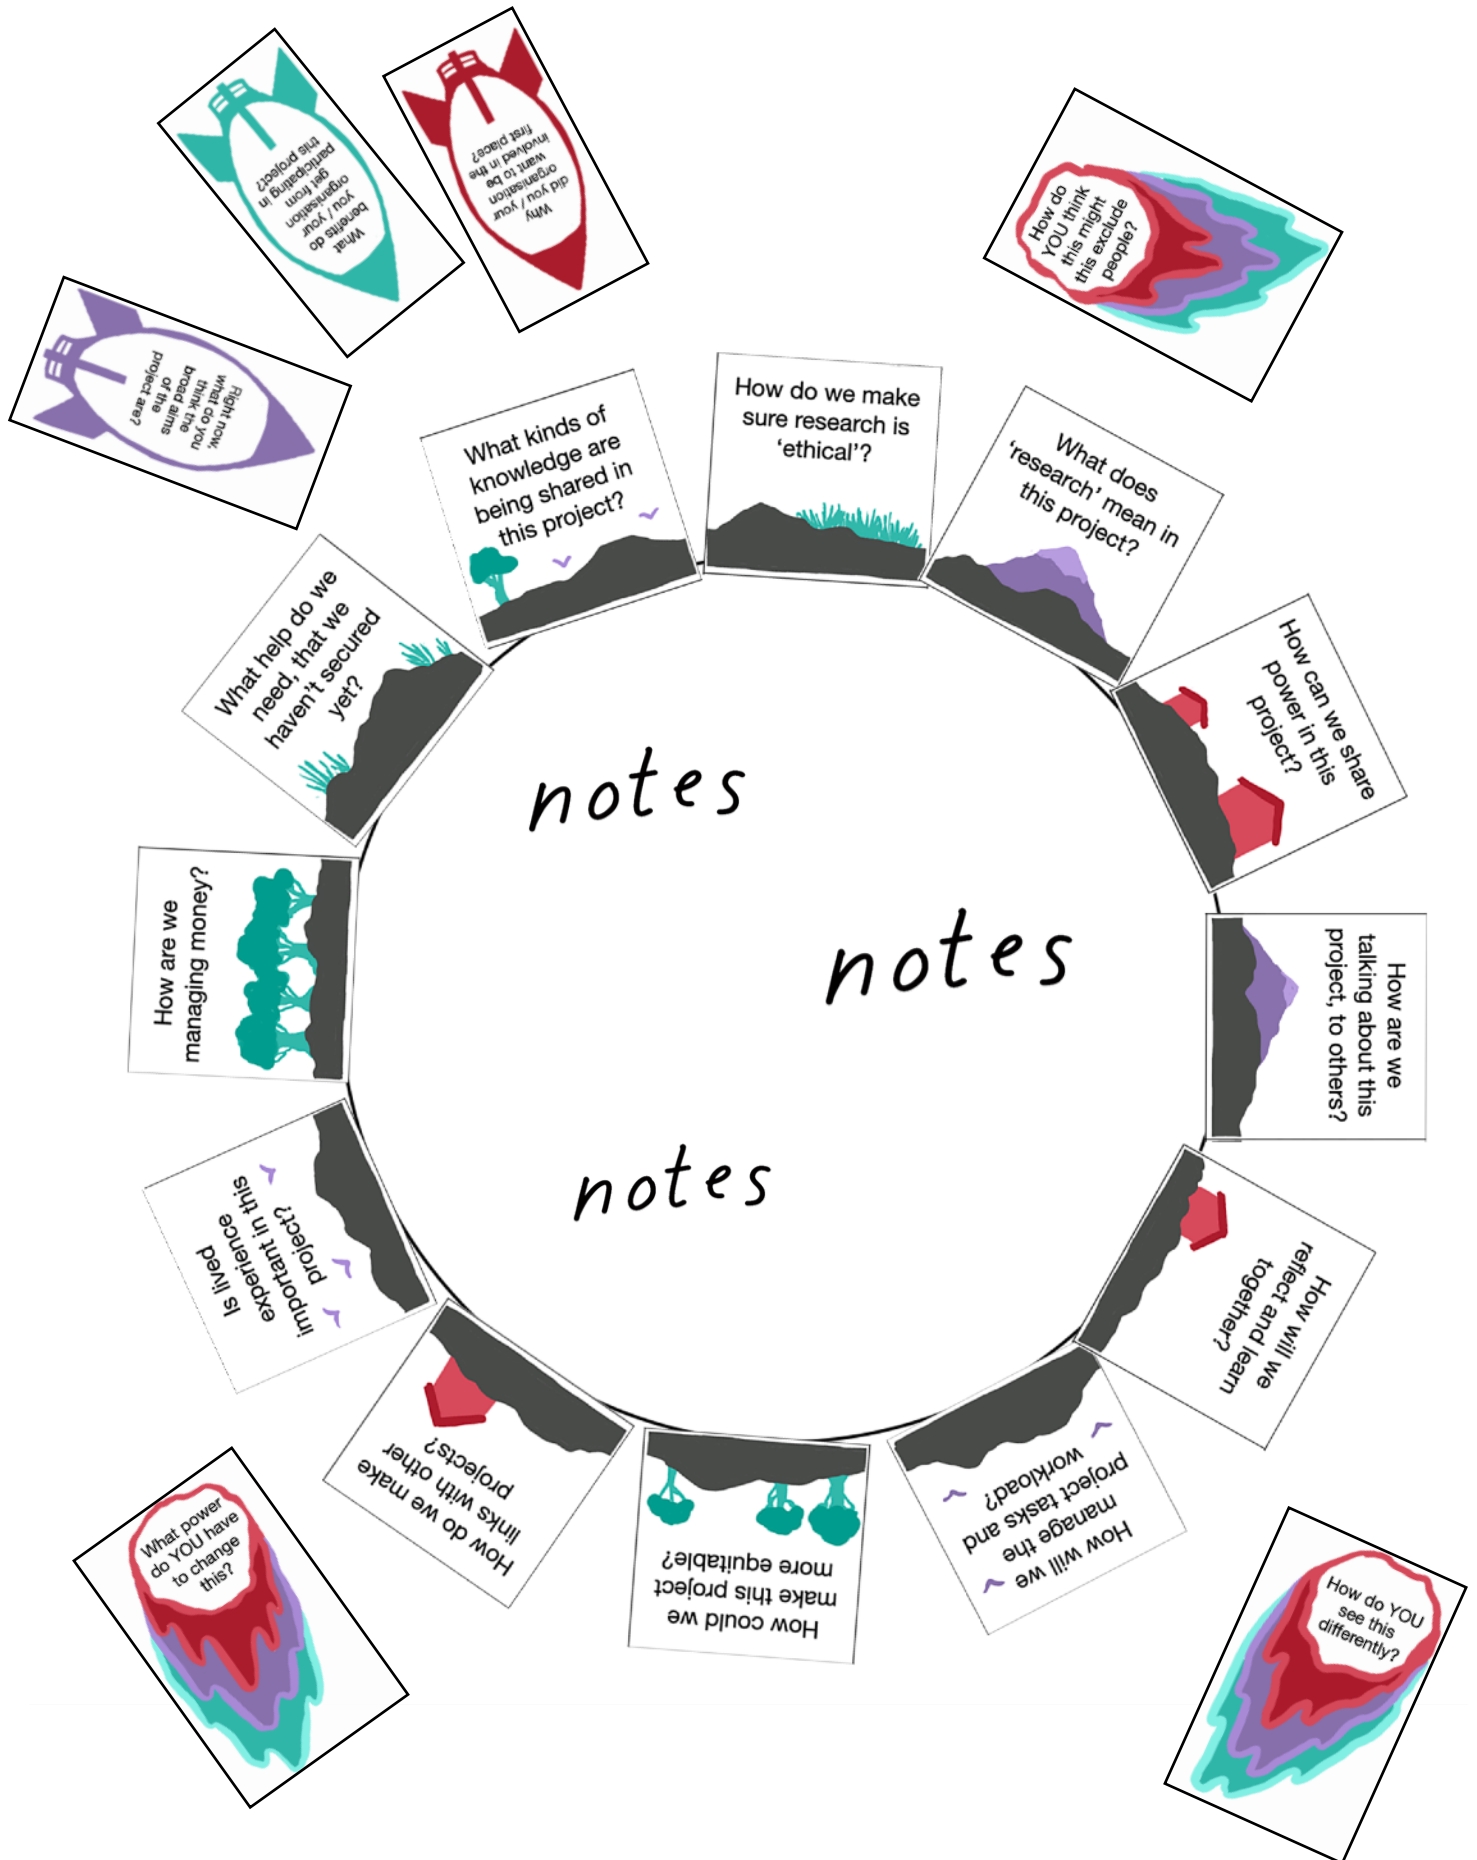 What
benefits do
you / your
organisation
get from
participating in
this project?
Why
did you / your
organisation
want to be
involved in the
first place?
Right now,
what do you
think the
broad aims
of the
project are?
How do
YOU think
this might
this exclude
people?
What kinds of
knowledge are
being shared in
this project?
How do we make
sure research is
‘ethical’?
What does
‘research’ mean in
this project?
How can we share
power in this
project?
How are we
talking about this
project, to others?
How will we
reflect and learn
together?
How will we
manage the
project tasks and
workload?
How could we
make this project
more equitable?
How do we make
links with other
projects?
Is lived
experience
important in this
project?
How are we
managing money?
What help do we
need, that we
haven’t secured
yet?
notes
notes
notes
What power
do YOU have
to change
this?
How do YOU
see this
differently?